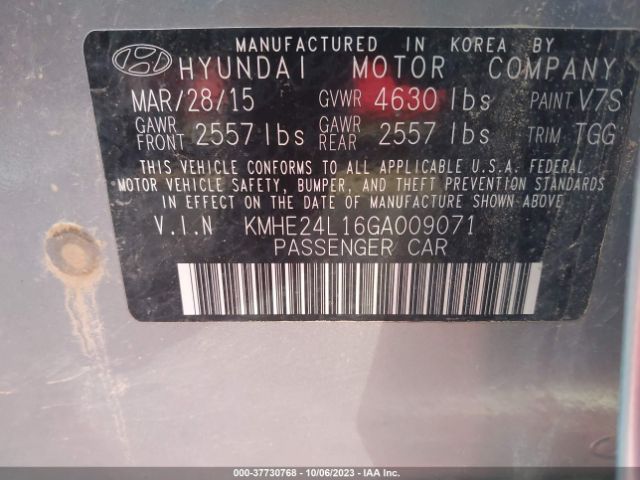 MANUFACTURED IN KOREA BY
HYUNDAI MOTOR COMPANY
MAR/28/15 GVWR 4630 lbs PAINT V7S
GAWR FRONT 2557 lbs GAWR REAR 2557 lbs TRIM TGG
THIS VEHICLE CONFORMS TO ALL APPLICABLE U.S.A. FEDERAL
MOTOR VEHICLE SAFETY, BUMPER, AND THEFT PREVENTION STANDARDS
IN EFFECT ON THE DATE OF MANUFACTURE SHOWN ABOVE.
V.I.N KMHE24L16GA009071
PASSENGER CAR
000-37730768 - 10/06/2023 - IAA Inc.